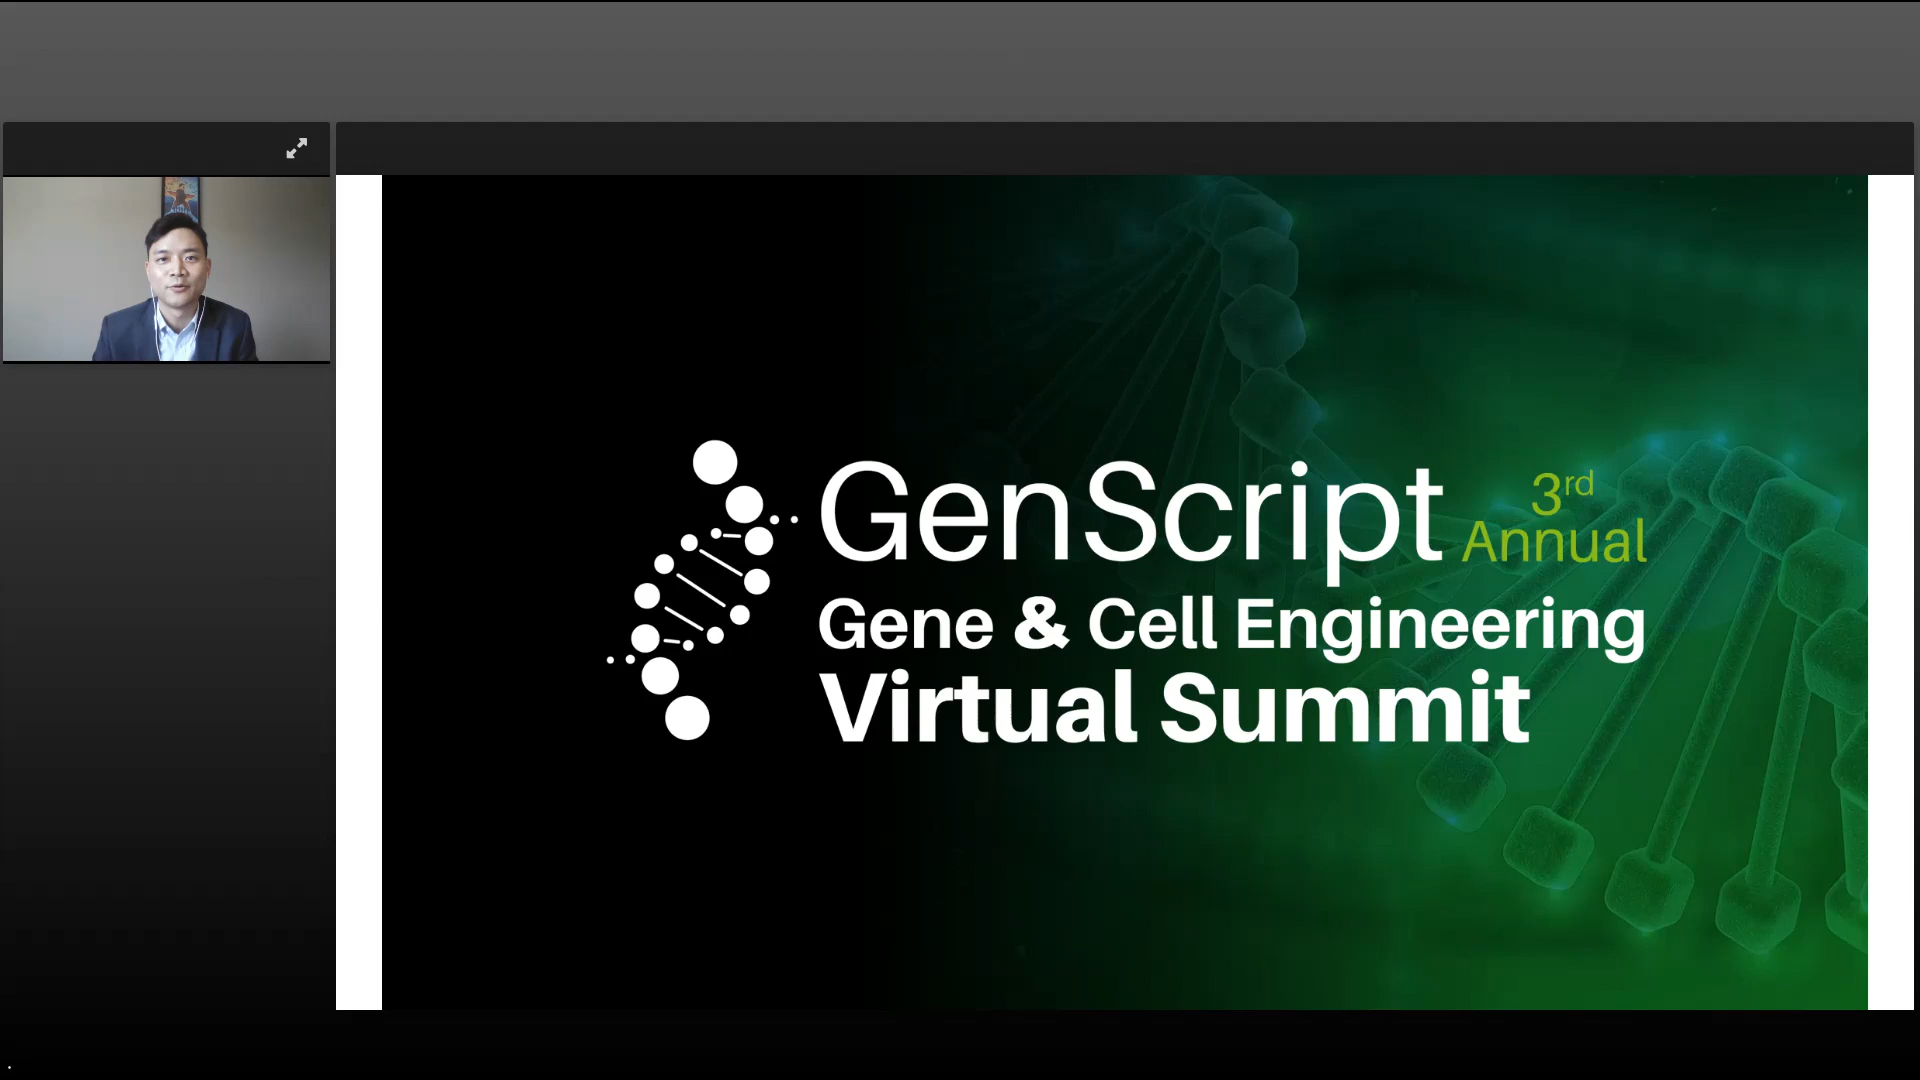 GenScript
3rd
Annual
Gene & Cell Engineering
Virtual Summit